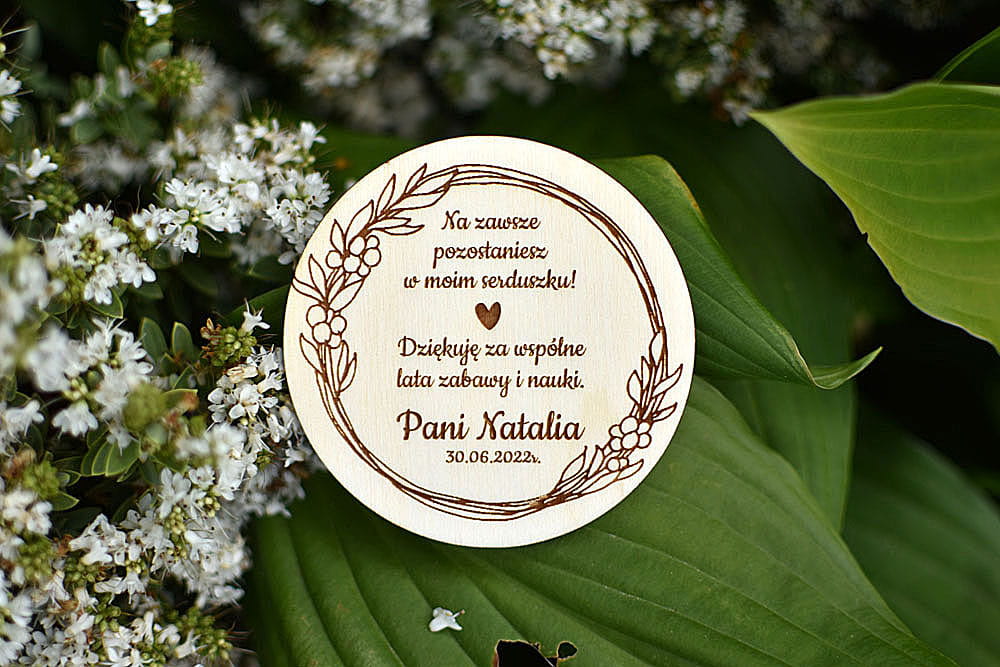 Na zawsze
pozostaniesz
w moim serduszku!
Dziękuję za wspólne
lata zabawy i nauki.
Pani Natalia
30.06.2022r.